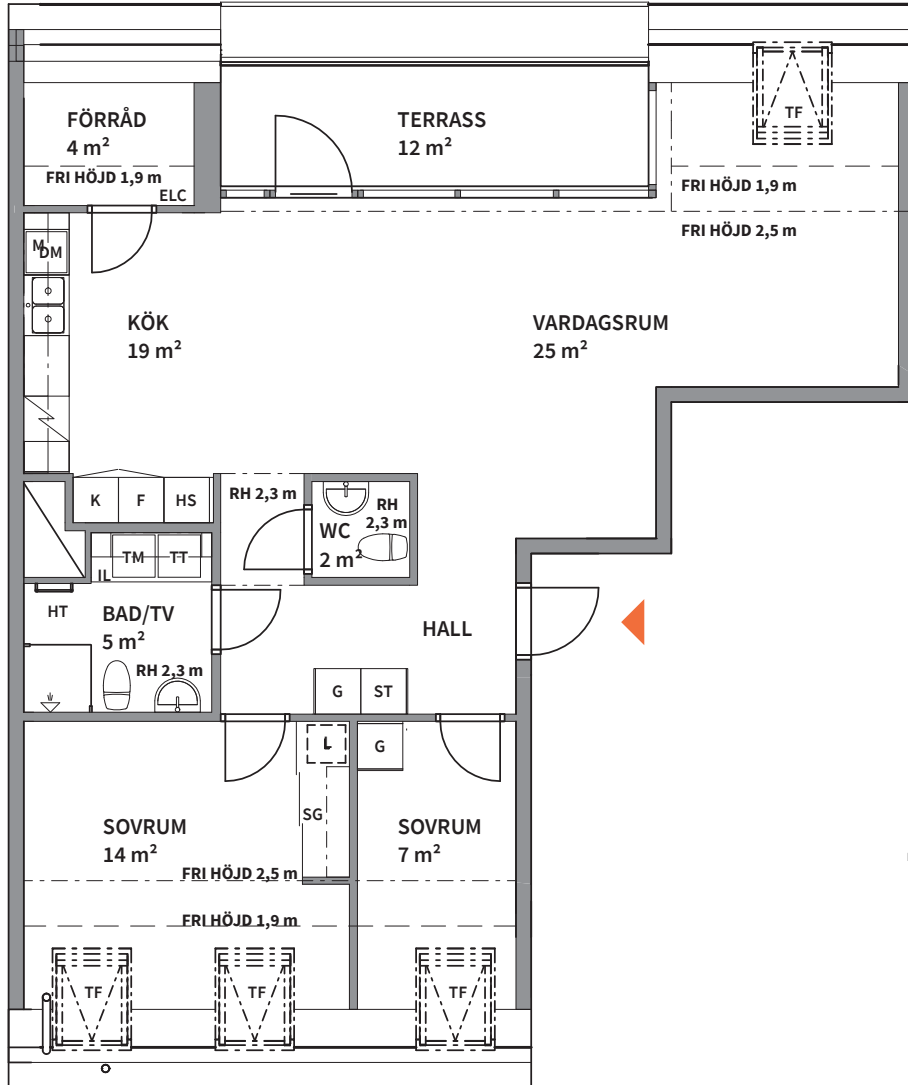 FÖRRÅD
4 m²
FRI HÖJD 1,9 m
ELC
TERRASS
12 m²
TF
FRI HÖJD 1,9 m
FRI HÖJD 2,5 m
M
DM
KÖK
19 m²
VARDAGSRUM
25 m²
K
F
HS
RH 2,3 m
WC
2 m²
RH
2,3 m
TM
TT
IL
HT
BAD/TV
5 m²
RH 2,3 m
HALL
G
ST
L
G
SG
SOVRUM
14 m²
SOVRUM
7 m²
FRI HÖJD 2,5 m
FRI HÖJD 1,9 m
TF
TF
TF